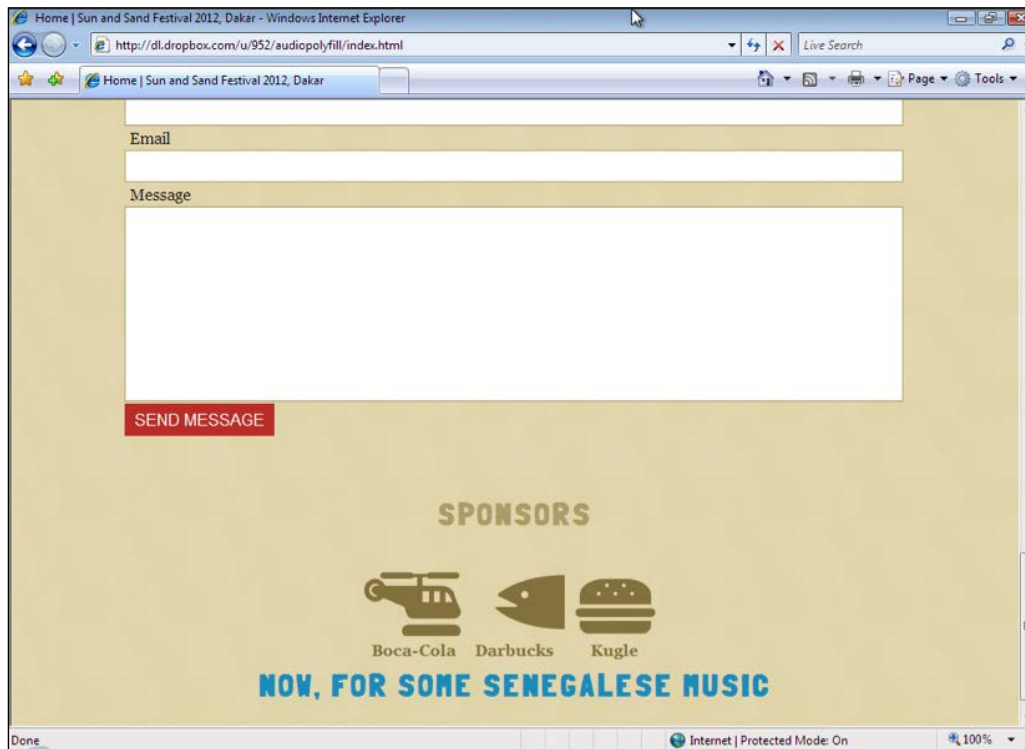 Home | Sun and Sand Festival 2012, Dakar - Windows Internet Explorer
http://dl.dropbox.com/u/952/audiopolyfill/index.html Live Search
Home | Sun and Sand Festival 2012, Dakar Page Tools
Email
Message
SEND MESSAGE
SPONSORS
Boca-Cola Darbucks Kugle
NOW, FOR SOME SENEGALESE MUSIC
Done Internet | Protected Mode: On 100%